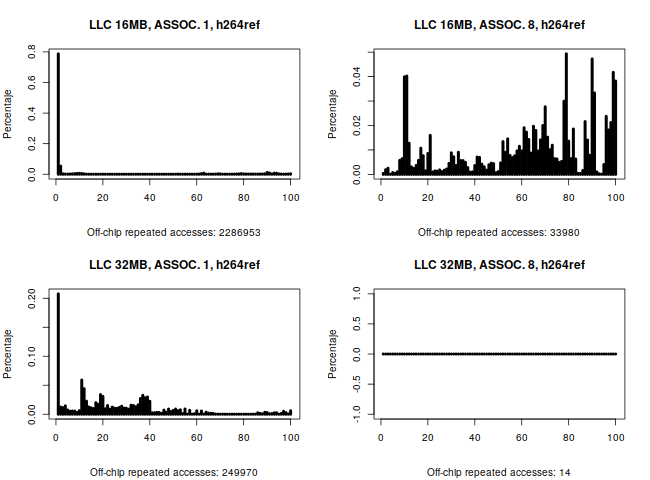 LLC 16MB, ASSOC. 1, h264ref
Percentaje
0.0 0.2 0.4 0.6 0.8
0 20 40 60 80 100
Off-chip repeated accesses: 2286953
LLC 16MB, ASSOC. 8, h264ref
Percentaje
0.00 0.02 0.04
0 20 40 60 80 100
Off-chip repeated accesses: 33980
LLC 32MB, ASSOC. 1, h264ref
Percentaje
0.00 0.10 0.20
0 20 40 60 80 100
Off-chip repeated accesses: 249970
LLC 32MB, ASSOC. 8, h264ref
Percentaje
-1.0 -0.5 0.0 0.5 1.0
0 20 40 60 80 100
Off-chip repeated accesses: 14